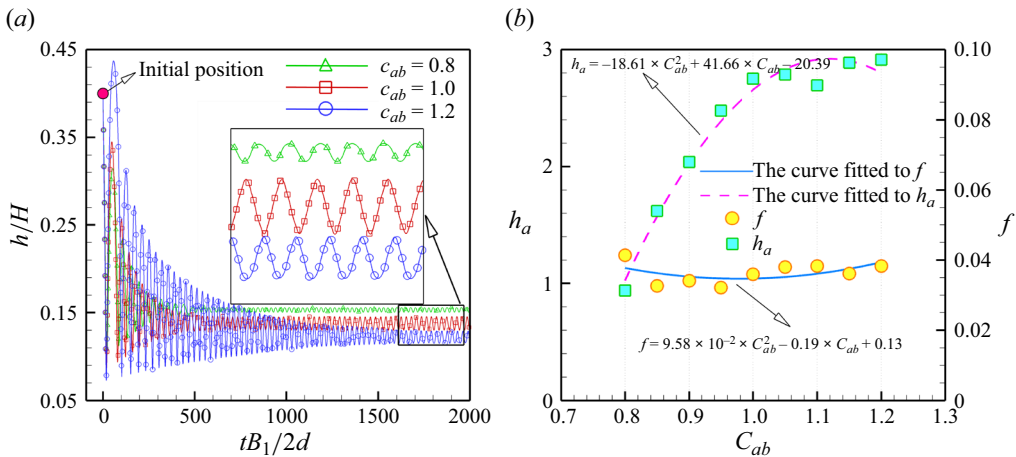 (a)
0.45
0.35
0.25
0.15
0.05
h/H
Initial position
c_ab = 0.8
c_ab = 1.0
c_ab = 1.2
0
500
1000
1500
2000
tB_1/2d
(b)
3
2
1
0
h_a
h_a = –18.61 × C_ab^2 + 41.66 × C_ab – 20.39
The curve fitted to f
The curve fitted to h_a
f
h_a
f = 9.58 × 10^–2 × C_ab^2 – 0.19 × C_ab + 0.13
0.10
0.08
0.06
0.04
0.02
0
f
0.7
0.8
0.9
1.0
1.1
1.2
1.3
C_ab